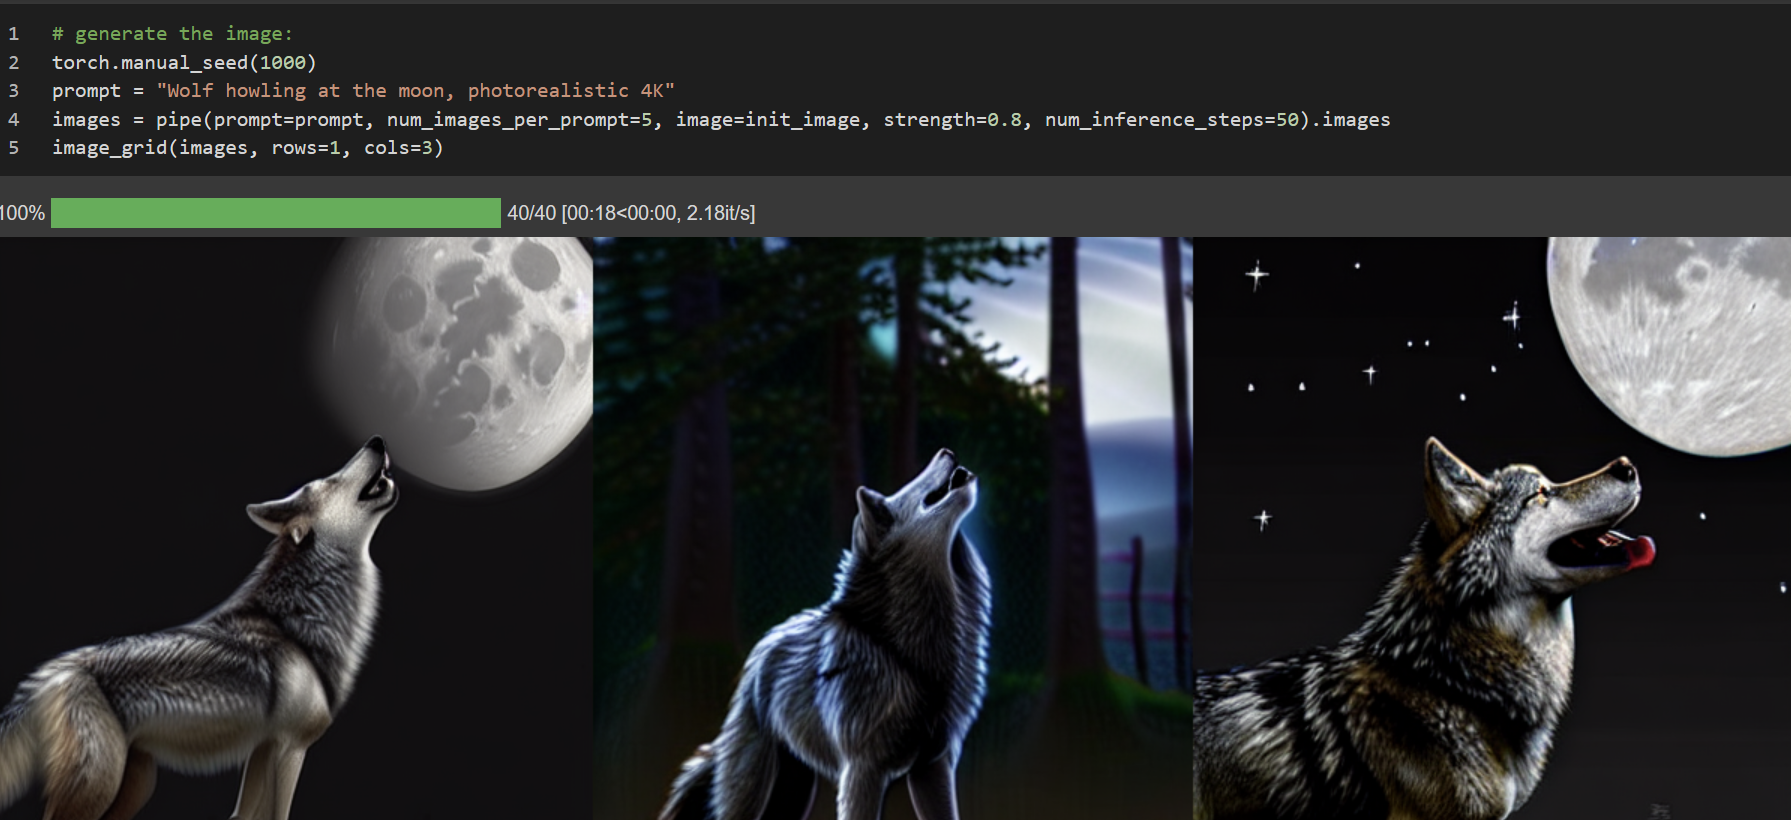 1 # generate the image:
2 torch.manual_seed(1000)
3 prompt = "Wolf howling at the moon, photorealistic 4K"
4 images = pipe(prompt=prompt, num_images_per_prompt=5, image=init_image, strength=0.8, num_inference_steps=50).images
5 image_grid(images, rows=1, cols=3)
100% 40/40 [00:18<00:00, 2.18it/s]